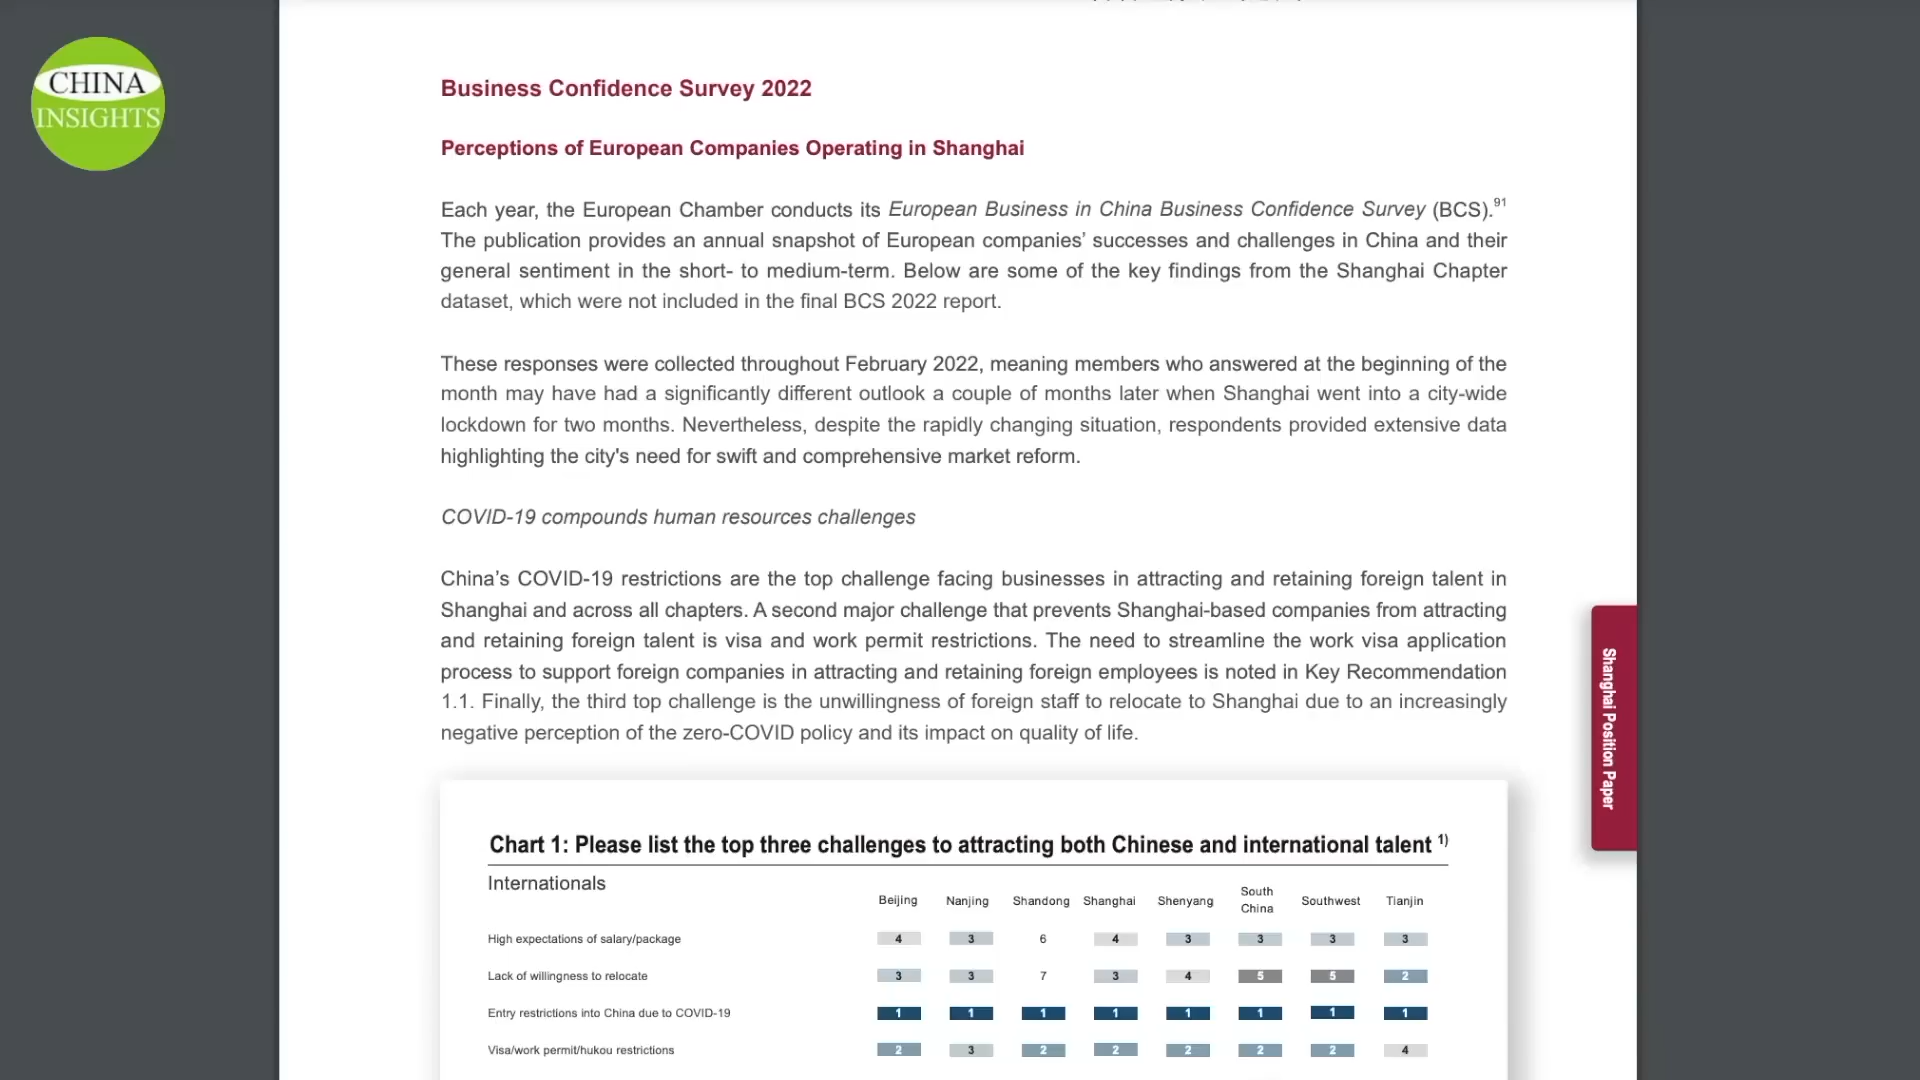 CHINA
INSIGHTS
Business Confidence Survey 2022
Perceptions of European Companies Operating in Shanghai
Each year, the European Chamber conducts its European Business in China Business Confidence Survey (BCS).91
The publication provides an annual snapshot of European companies’ successes and challenges in China and their
general sentiment in the short- to medium-term. Below are some of the key findings from the Shanghai Chapter
dataset, which were not included in the final BCS 2022 report.
These responses were collected throughout February 2022, meaning members who answered at the beginning of the
month may have had a significantly different outlook a couple of months later when Shanghai went into a city-wide
lockdown for two months. Nevertheless, despite the rapidly changing situation, respondents provided extensive data
highlighting the city's need for swift and comprehensive market reform.
COVID-19 compounds human resources challenges
China’s COVID-19 restrictions are the top challenge facing businesses in attracting and retaining foreign talent in
Shanghai and across all chapters. A second major challenge that prevents Shanghai-based companies from attracting
and retaining foreign talent is visa and work permit restrictions. The need to streamline the work visa application
process to support foreign companies in attracting and retaining foreign employees is noted in Key Recommendation
1.1. Finally, the third top challenge is the unwillingness of foreign staff to relocate to Shanghai due to an increasingly
negative perception of the zero-COVID policy and its impact on quality of life.
Shanghai Position Paper
Chart 1: Please list the top three challenges to attracting both Chinese and international talent 1)
Internationals
Beijing Nanjing Shandong Shanghai Shenyang South China Southwest Tianjin
High expectations of salary/package 4 3 6 4 3 3 3 3
Lack of willingness to relocate 3 3 7 3 4 5 5 2
Entry restrictions into China due to COVID-19 1 1 1 1 1 1 1 1
Visa/work permit/hukou restrictions 2 3 2 2 2 2 2 4